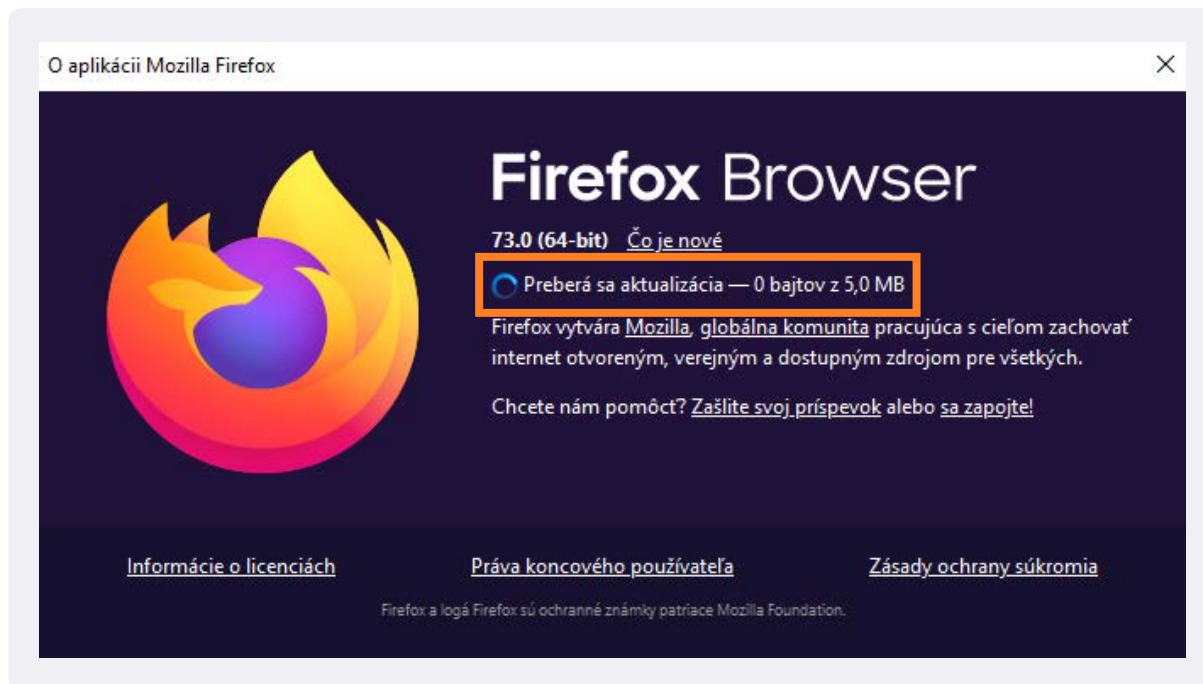 O aplikácii Mozilla Firefox
Firefox Browser
73.0 (64-bit) Čo je nové
Preberá sa aktualizácia — 0 bajtov z 5,0 MB
Firefox vytvára Mozilla, globálna komunita pracujúca s cieľom zachovať
internet otvoreným, verejným a dostupným zdrojom pre všetkých.
Chcete nám pomôcť? Zašlite svoj príspevok alebo sa zapojte!
Informácie o licenciách Práva koncového používateľa Zásady ochrany súkromia
Firefox a logá Firefox sú ochranné známky patriace Mozilla Foundation.